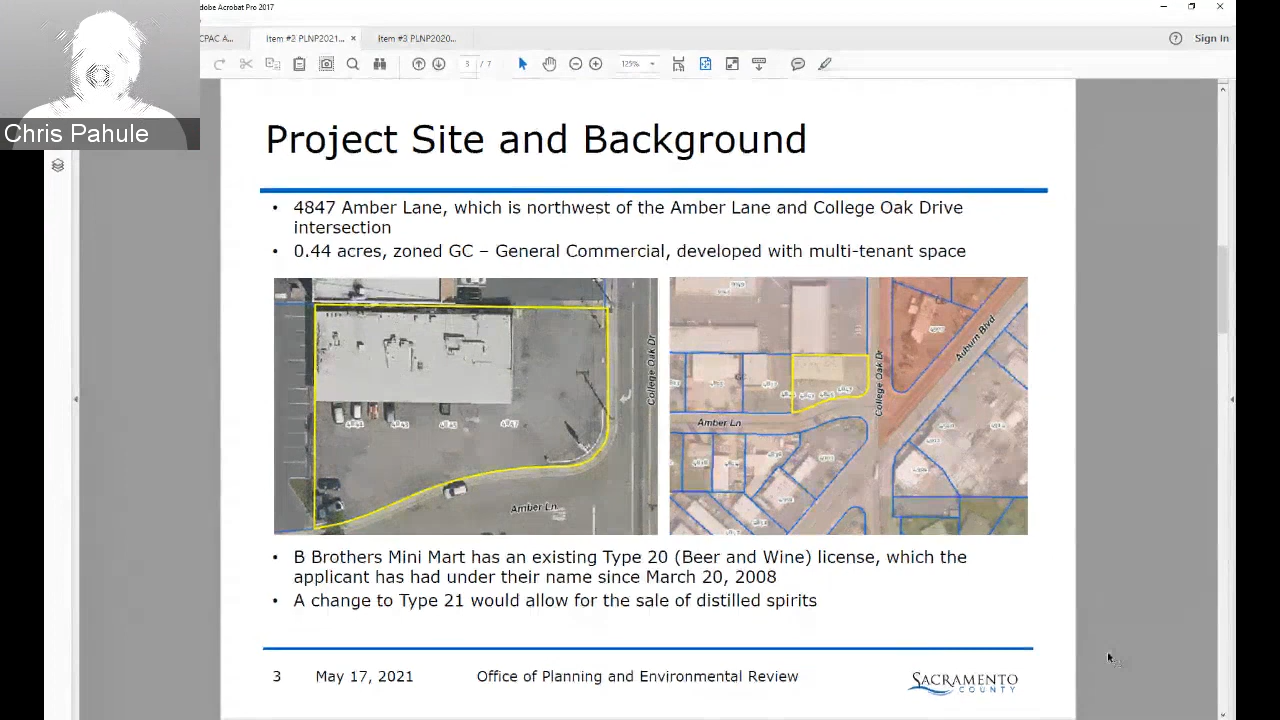 dobe Acrobat Pro 2017
CPAC A...
Item #2 PLNP2021...
Item #3 PLNP2020...
Sign In
3 / 7
125%
Chris Pahule
Project Site and Background
• 4847 Amber Lane, which is northwest of the Amber Lane and College Oak Drive
intersection
• 0.44 acres, zoned GC – General Commercial, developed with multi-tenant space
College Oak Dr
Amber Ln
College Oak Dr
Auburn Blvd
Amber Ln
• B Brothers Mini Mart has an existing Type 20 (Beer and Wine) license, which the
applicant has had under their name since March 20, 2008
• A change to Type 21 would allow for the sale of distilled spirits
3 May 17, 2021 Office of Planning and Environmental Review
SACRAMENTO
COUNTY